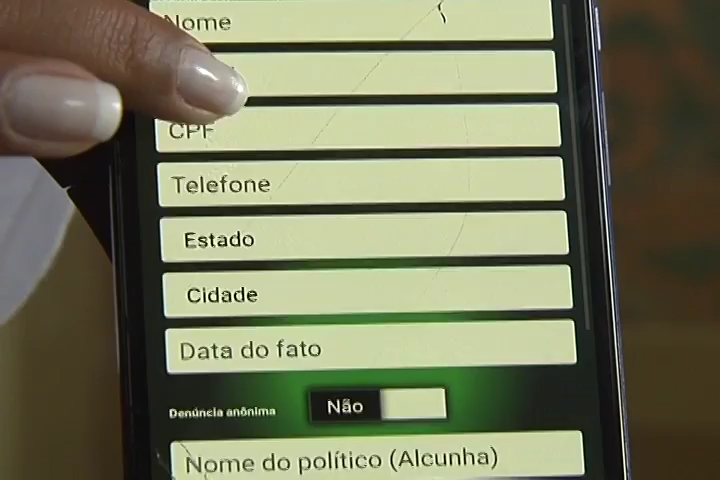 Nome
CPF
Telefone
Estado
Cidade
Data do fato
Denúncia anônima
Não
Nome do político (Alcunha)